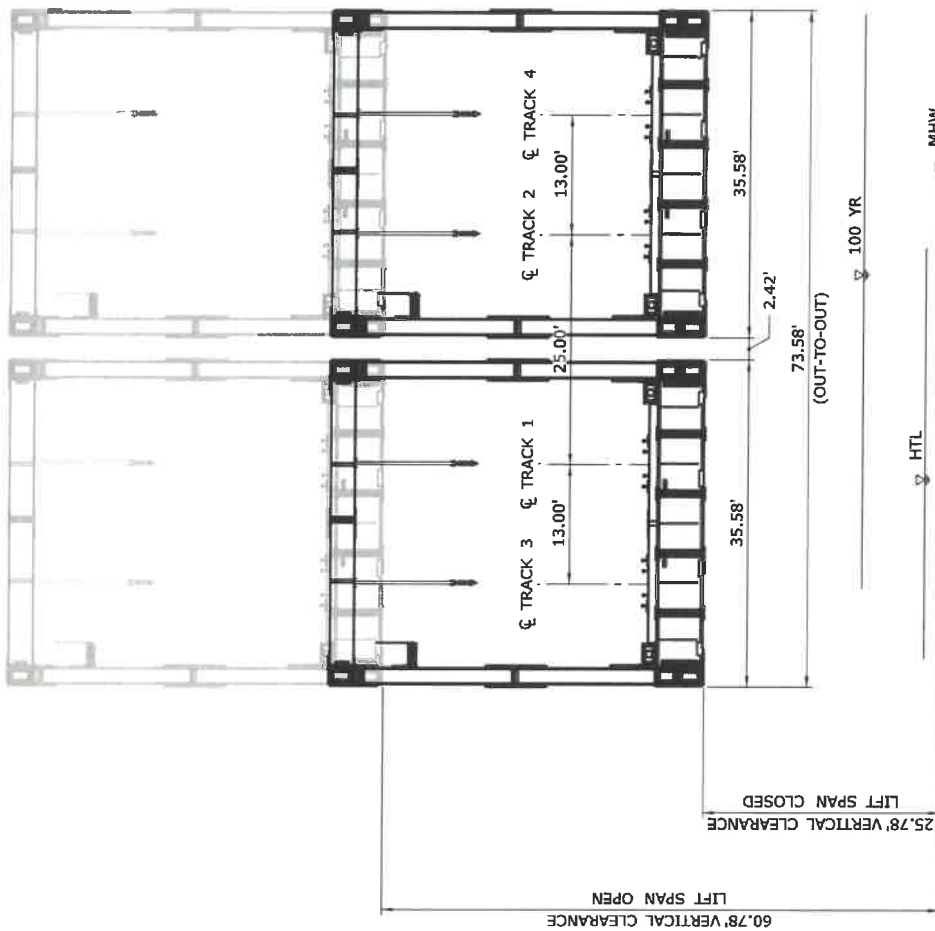 ℄ TRACK 3
℄ TRACK 1
℄ TRACK 2
℄ TRACK 4
13.00'
25.00'
13.00'
35.58'
2.42'
35.58'
73.58'
(OUT-TO-OUT)
100 YR
HTL
MHW
60.78' VERTICAL CLEARANCE
LIFT SPAN OPEN
25.78' VERTICAL CLEARANCE
LIFT SPAN CLOSED